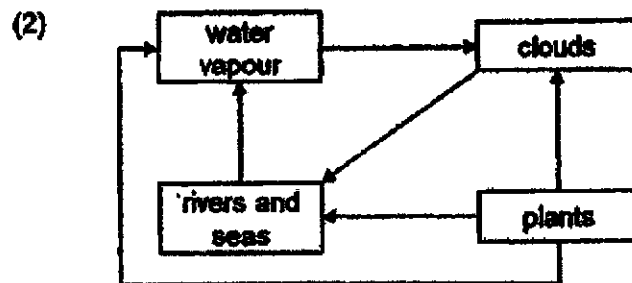 (2)
water
vapour
clouds
rivers and
seas
plants